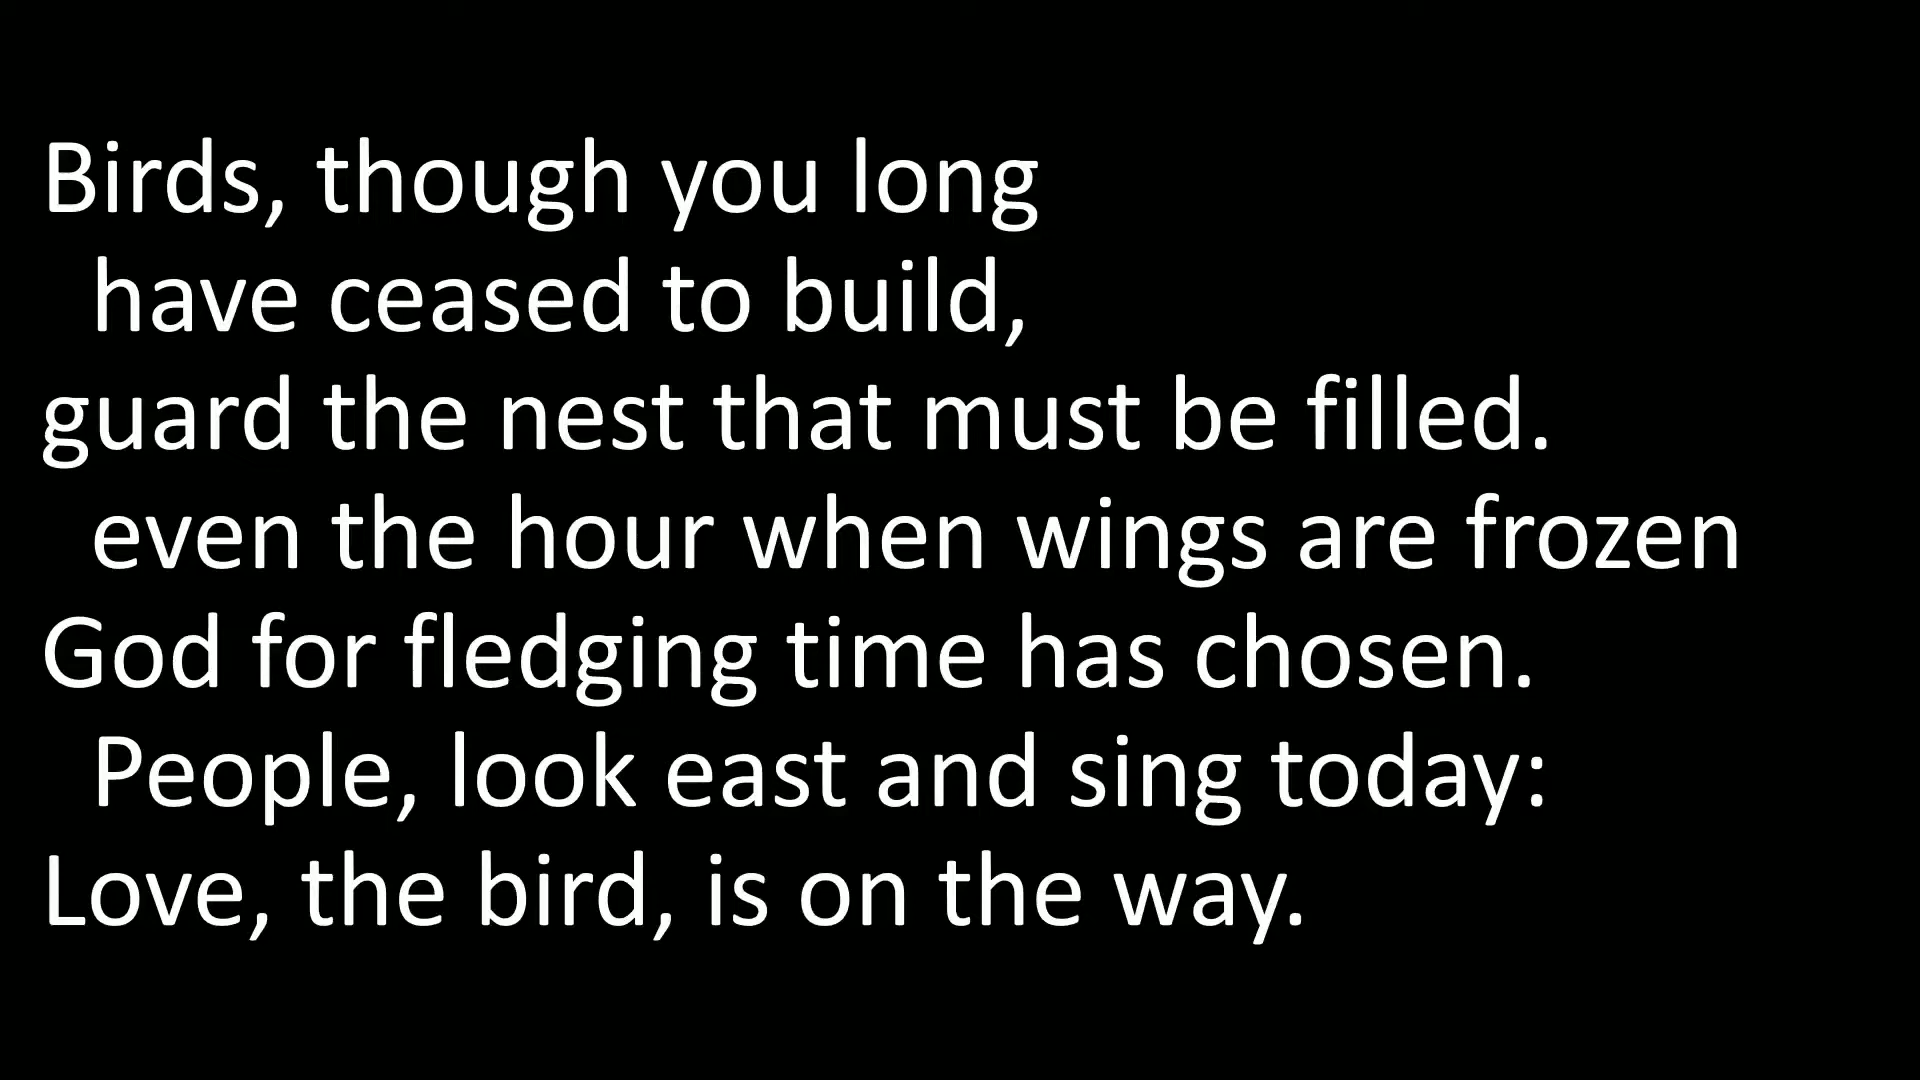 Birds, though you long
have ceased to build,
guard the nest that must be filled.
even the hour when wings are frozen
God for fledging time has chosen.
People, look east and sing today:
Love, the bird, is on the way.